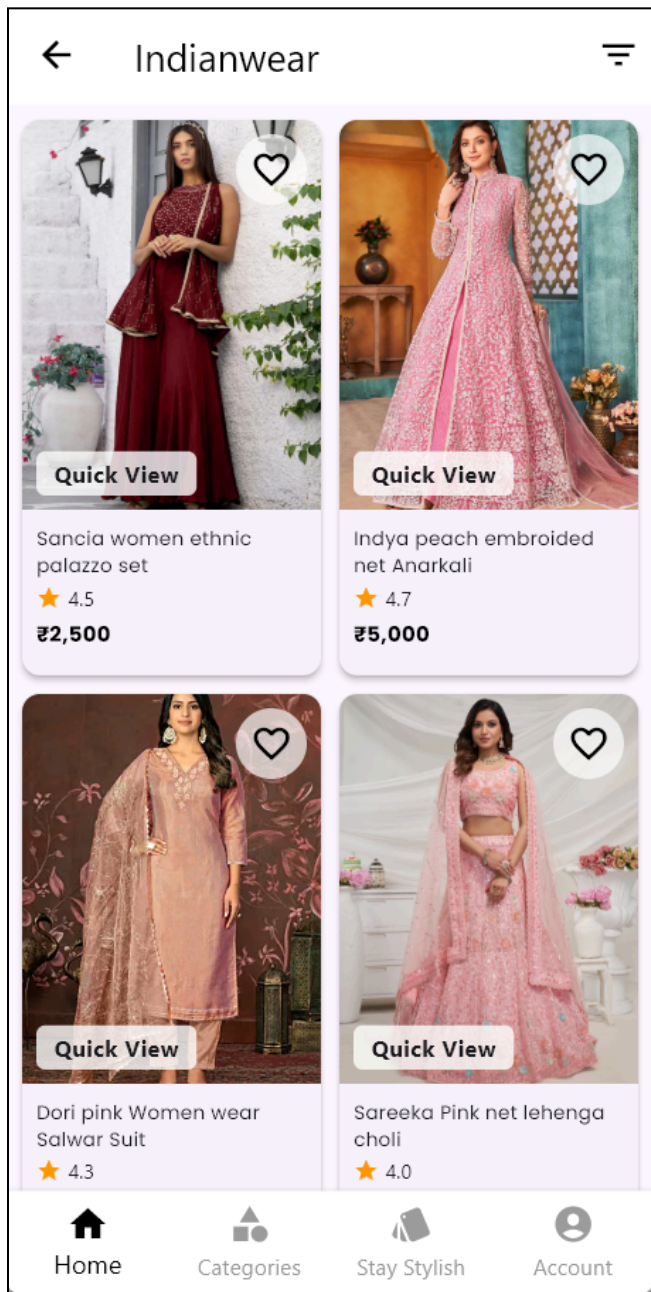 Indianwear
Quick View
Quick View
Sancia women ethnic
palazzo set
4.5
₹2,500
Indya peach embroided
net Anarkali
4.7
₹5,000
Quick View
Quick View
Dori pink Women wear
Salwar Suit
4.3
Sareeka Pink net lehenga
choli
4.0
Home
Categories
Stay Stylish
Account